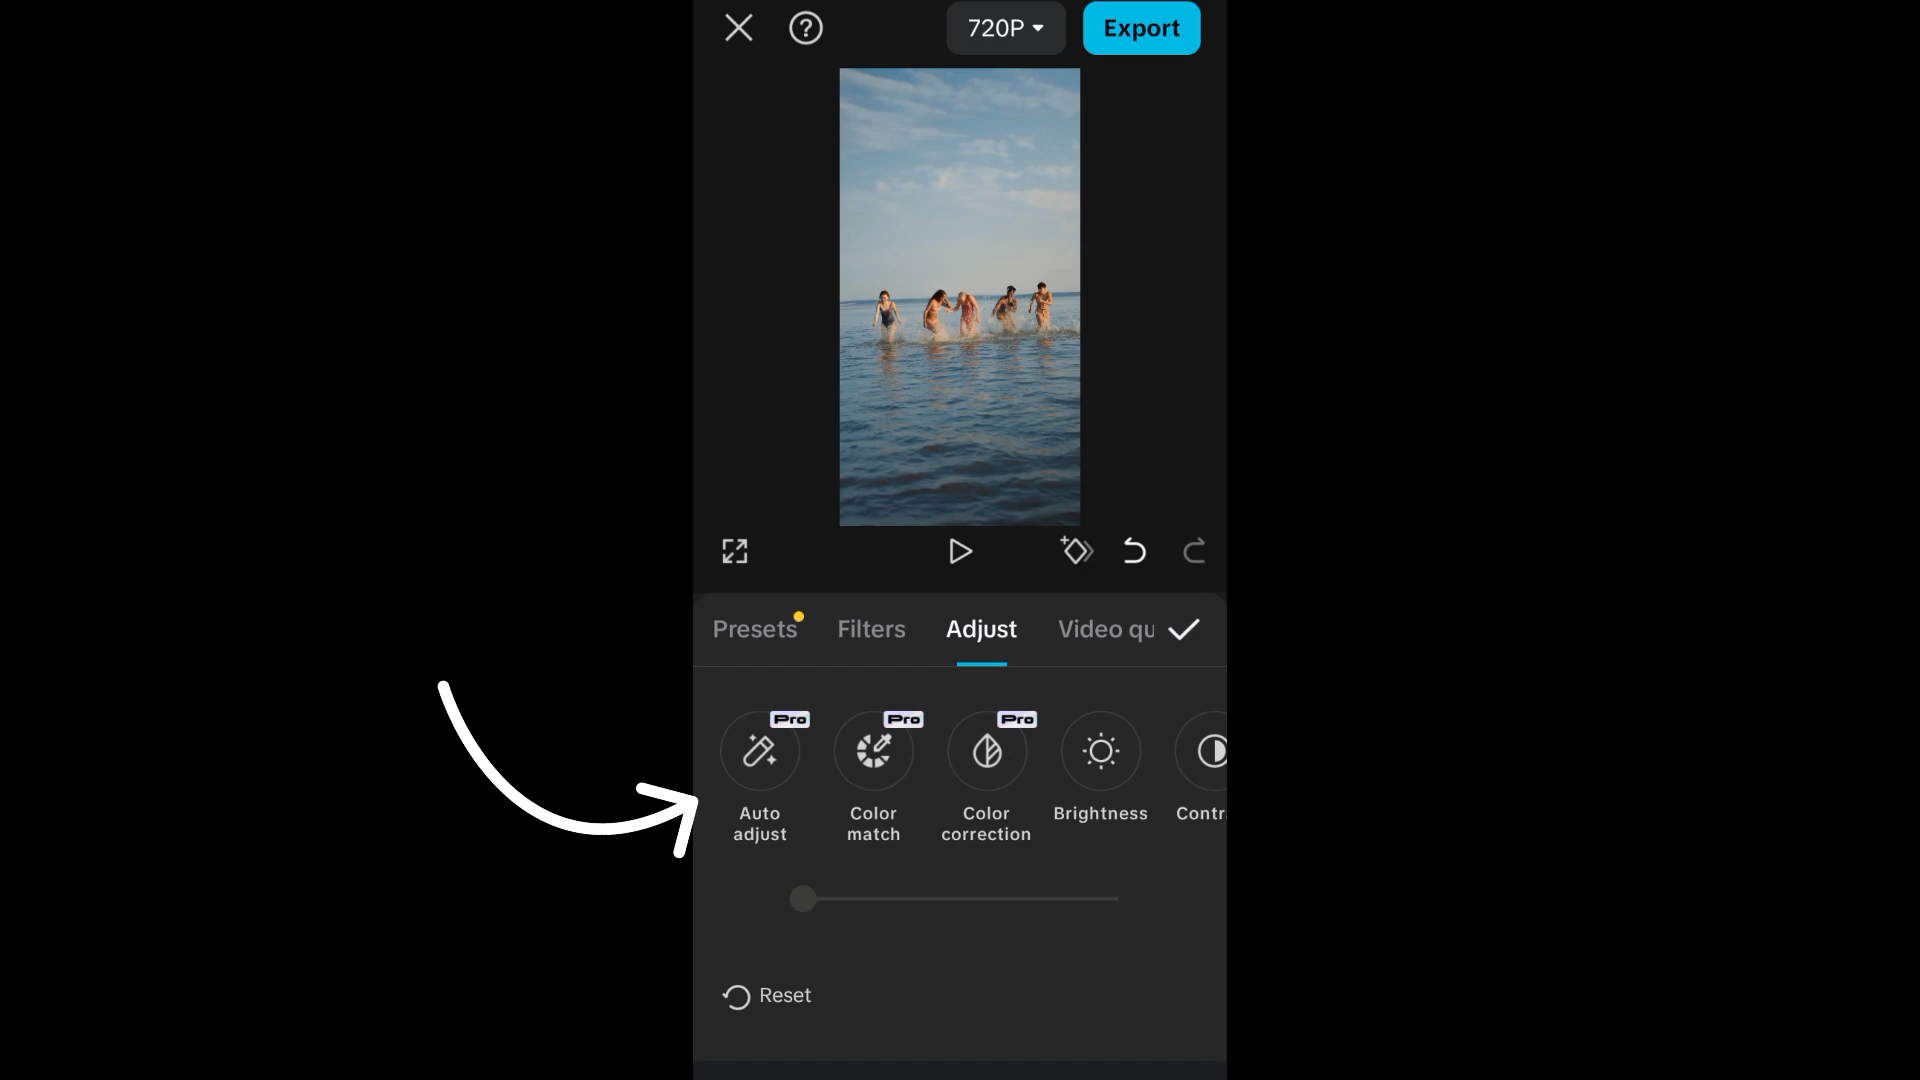 720P
Export
Presets
Filters
Adjust
Video qu
Pro
Pro
Pro
Auto
adjust
Color
match
Color
correction
Brightness
Contr
Reset